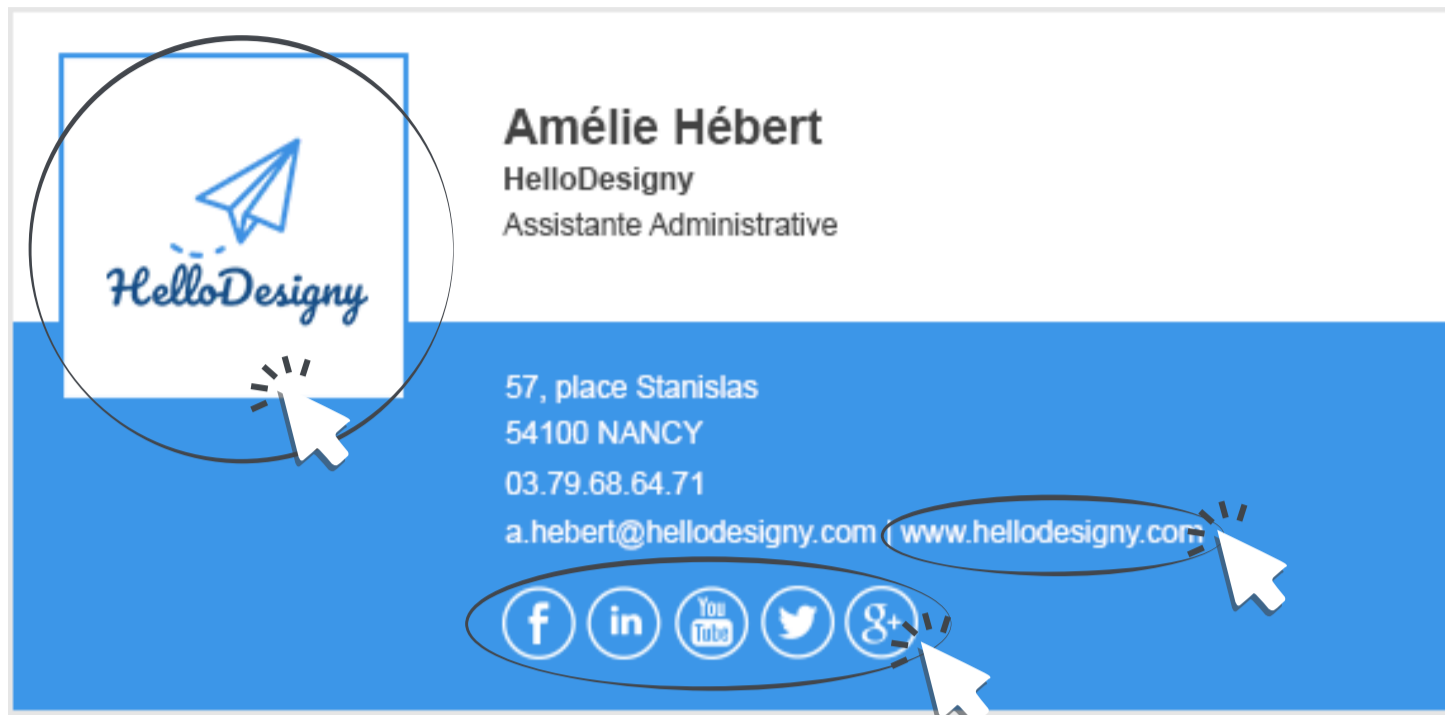 HelloDesigny
Amélie Hébert
HelloDesigny
Assistante Administrative
57, place Stanislas
54100 NANCY
03.79.68.64.71
a.hebert@hellodesigny.com | www.hellodesigny.com
f in You Tube g+